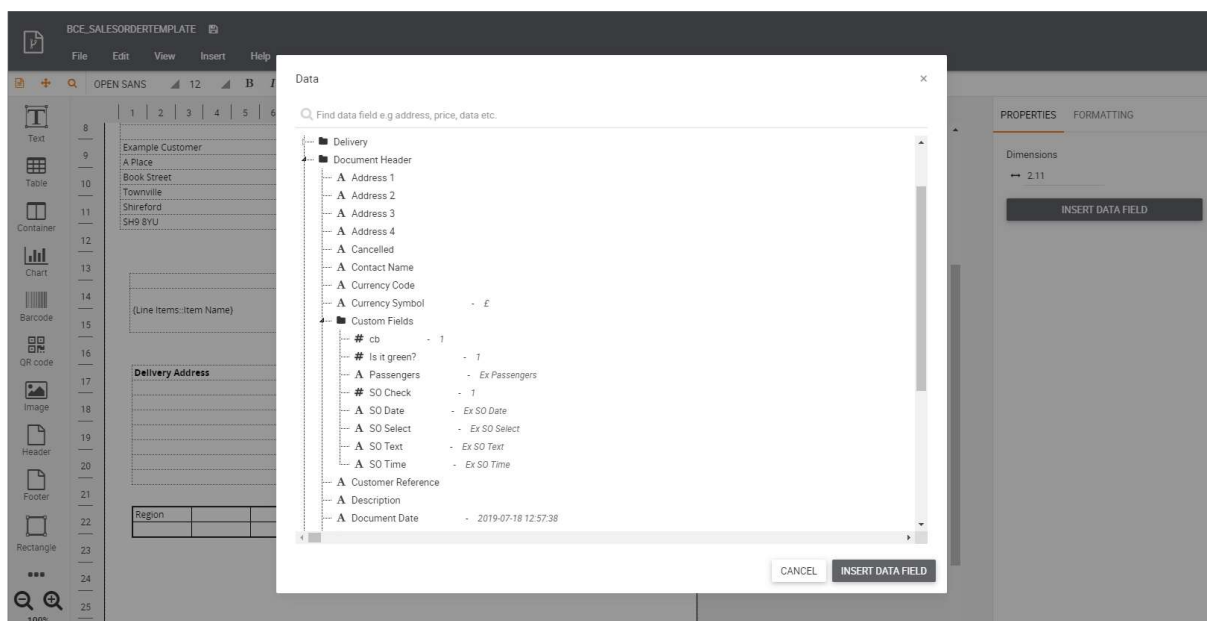 BCE_SALESORDERTEMPLATE
File Edit View Insert Help
OPEN SANS 12 B I
Text
Table
Container
Chart
Barcode
QR code
Image
Header
Footer
Rectangle
100%
1 2 3 4 5 6
8
9
10
11
12
13
14
15
16
17
18
19
20
21
22
23
24
25
Example Customer
A Place
Book Street
Townville
Shireford
SH9 8YU
{Line Items::Item Name}
Delivery Address
Region
Data ×
Find data field e.g address, price, data etc.
Delivery
Document Header
A Address 1
A Address 2
A Address 3
A Address 4
A Cancelled
A Contact Name
A Currency Code
A Currency Symbol - £
Custom Fields
# cb - 1
# Is it green? - 1
A Passengers - Ex Passengers
# SO Check - 1
A SO Date - Ex SO Date
A SO Select - Ex SO Select
A SO Text - Ex SO Text
A SO Time - Ex SO Time
A Customer Reference
A Description
A Document Date - 2019-07-18 12:57:38
CANCEL INSERT DATA FIELD
PROPERTIES FORMATTING
Dimensions
2.11
INSERT DATA FIELD